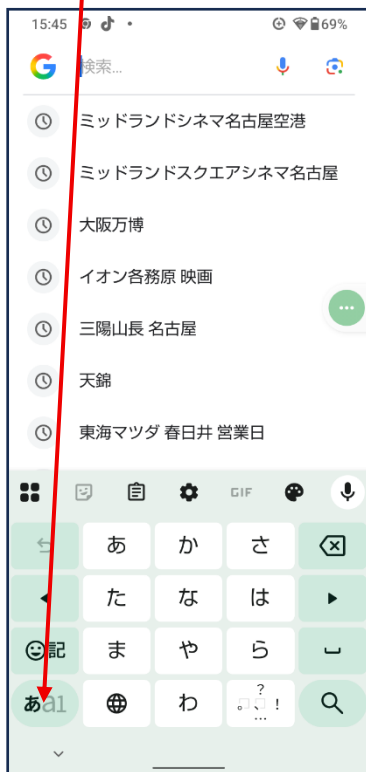 15:45 69%
検索...
ミッドランドシネマ名古屋空港
ミッドランドスクエアシネマ名古屋
大阪万博
イオン各務原 映画
三陽山長 名古屋
天錦
東海マツダ 春日井 営業日
GIF
あ か さ
た な は
記 ま や ら
あa1 わ 。、?!…